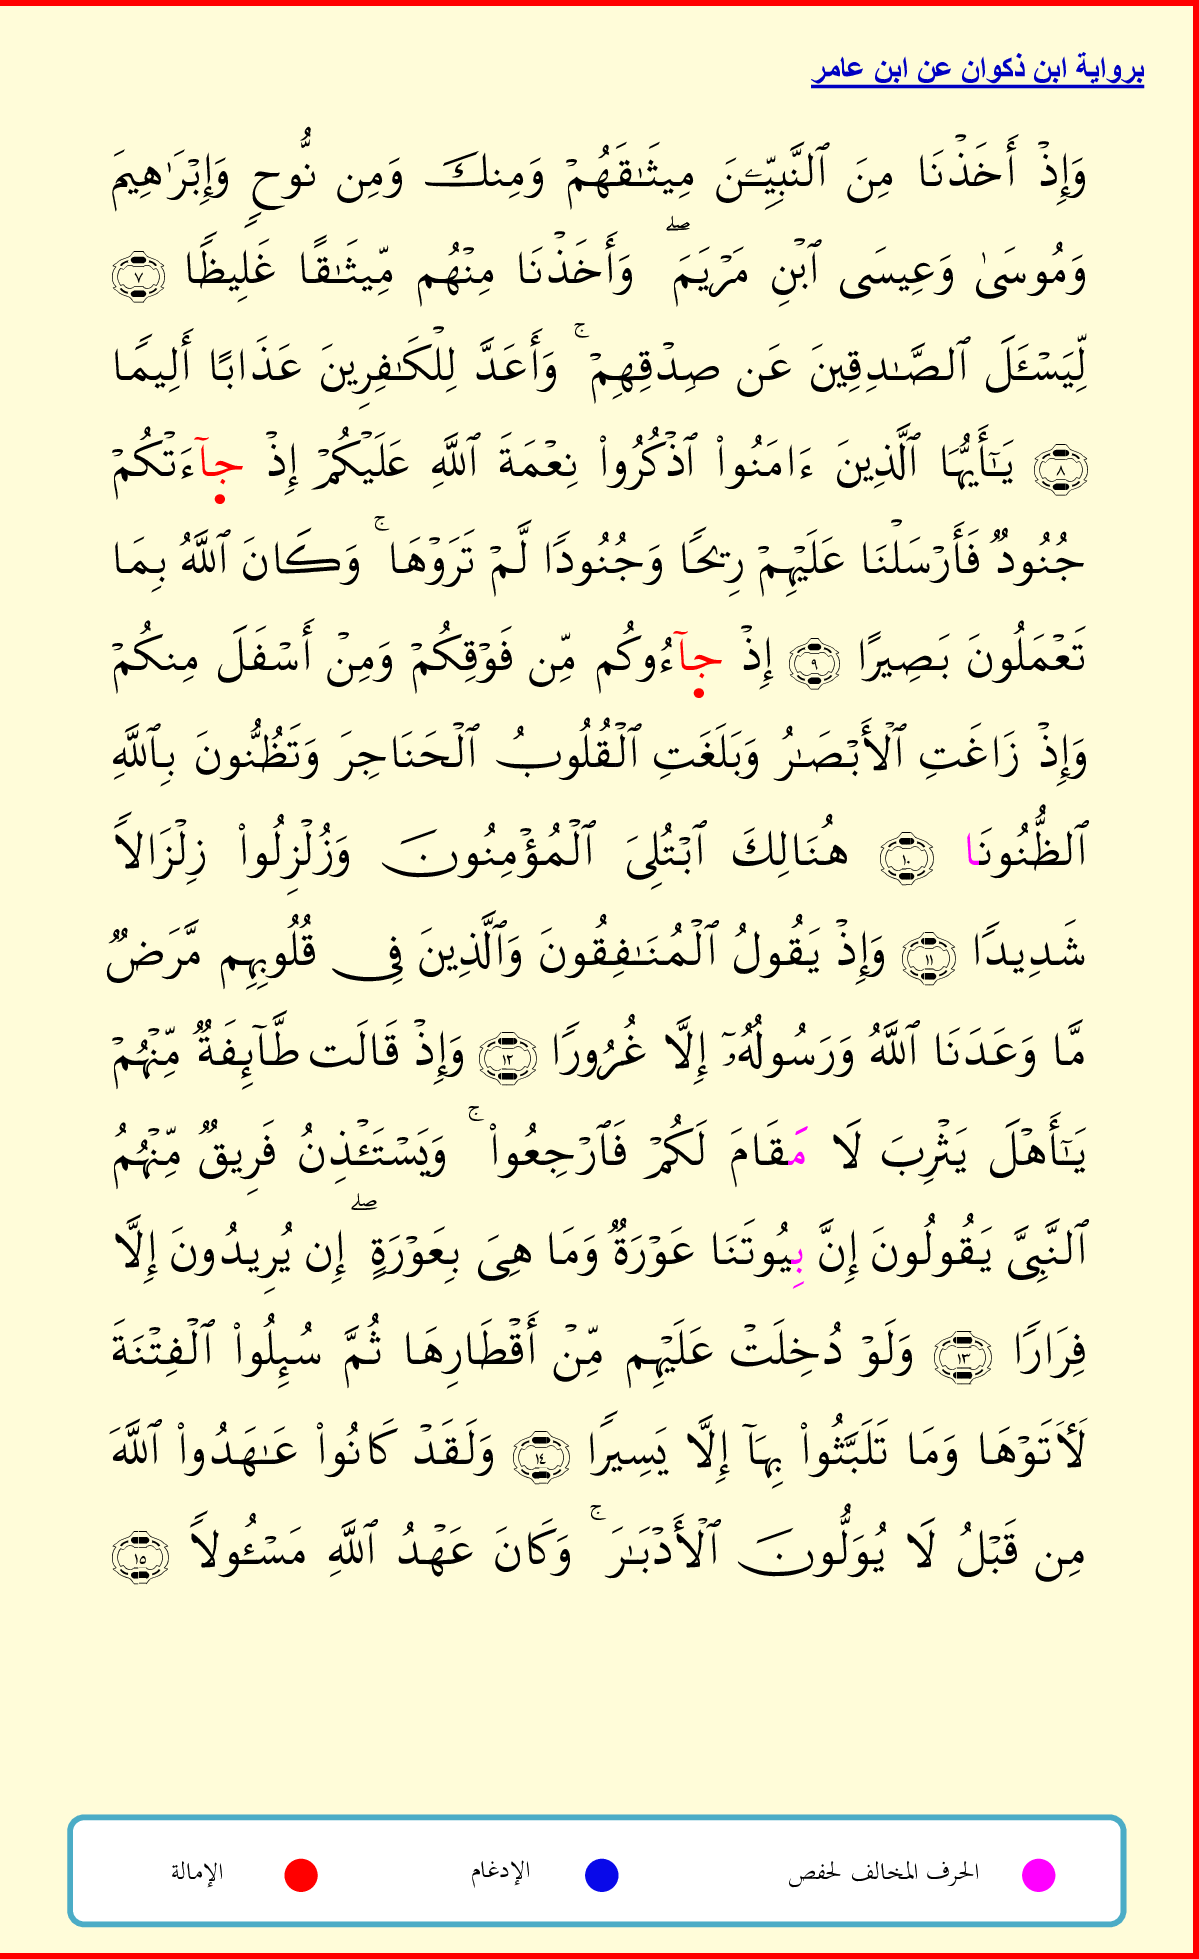 برواية ابن ذكوان عن ابن عامر
وَإِذْ أَخَذْنَا مِنَ ٱلنَّبِيِّـۧنَ مِيثَٰقَهُمْ وَمِنكَ وَمِن نُّوحٍ وَإِبْرَٰهِيمَ
وَمُوسَىٰ وَعِيسَى ٱبْنِ مَرْيَمَ ۖ وَأَخَذْنَا مِنْهُم مِّيثَٰقًا غَلِيظًا ٧
لِّيَسْـَٔلَ ٱلصَّٰدِقِينَ عَن صِدْقِهِمْ ۚ وَأَعَدَّ لِلْكَٰفِرِينَ عَذَابًا أَلِيمًا
٨ يَٰٓأَيُّهَا ٱلَّذِينَ ءَامَنُوا۟ ٱذْكُرُوا۟ نِعْمَةَ ٱللَّهِ عَلَيْكُمْ إِذْ جَآءَتْكُمْ
جُنُودٌ فَأَرْسَلْنَا عَلَيْهِمْ رِيحًا وَجُنُودًا لَّمْ تَرَوْهَا ۚ وَكَانَ ٱللَّهُ بِمَا
تَعْمَلُونَ بَصِيرًا ٩ إِذْ جَآءُوكُم مِّن فَوْقِكُمْ وَمِنْ أَسْفَلَ مِنكُمْ
وَإِذْ زَاغَتِ ٱلْأَبْصَٰرُ وَبَلَغَتِ ٱلْقُلُوبُ ٱلْحَنَاجِرَ وَتَظُنُّونَ بِٱللَّهِ
ٱلظُّنُونَا ١٠ هُنَالِكَ ٱبْتُلِىَ ٱلْمُؤْمِنُونَ وَزُلْزِلُوا۟ زِلْزَالًا
شَدِيدًا ١١ وَإِذْ يَقُولُ ٱلْمُنَٰفِقُونَ وَٱلَّذِينَ فِى قُلُوبِهِم مَّرَضٌ
مَّا وَعَدَنَا ٱللَّهُ وَرَسُولُهُۥٓ إِلَّا غُرُورًا ١٢ وَإِذْ قَالَت طَّآئِفَةٌ مِّنْهُمْ
يَٰٓأَهْلَ يَثْرِبَ لَا مَقَامَ لَكُمْ فَٱرْجِعُوا۟ ۚ وَيَسْتَـْٔذِنُ فَرِيقٌ مِّنْهُمُ
ٱلنَّبِىَّ يَقُولُونَ إِنَّ بِيُوتَنَا عَوْرَةٌ وَمَا هِىَ بِعَوْرَةٍ ۖ إِن يُرِيدُونَ إِلَّا
فِرَارًا ١٣ وَلَوْ دُخِلَتْ عَلَيْهِم مِّنْ أَقْطَارِهَا ثُمَّ سُئِلُوا۟ ٱلْفِتْنَةَ
لَأَتَوْهَا وَمَا تَلَبَّثُوا۟ بِهَآ إِلَّا يَسِيرًا ١٤ وَلَقَدْ كَانُوا۟ عَٰهَدُوا۟ ٱللَّهَ
مِن قَبْلُ لَا يُوَلُّونَ ٱلْأَدْبَٰرَ ۚ وَكَانَ عَهْدُ ٱللَّهِ مَسْـُٔولًا ١٥
الحرف المخالف لحفص الإدغام الإمالة